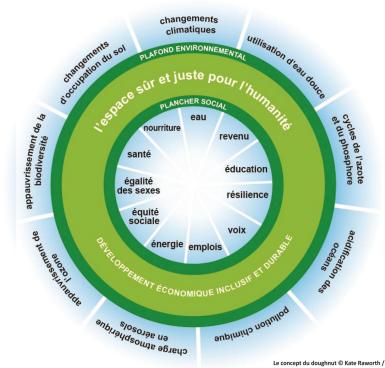 changements
climatiques
utilisation d'eau douce
cycles de l'azote
et du phosphore
acidification des
océans
pollution chimique
charge atmosphérique
en aérosols
appauvrissement de
l'ozone
appauvrissement de la
biodiversité
changements
d'occupation du sol
PLAFOND ENVIRONNEMENTAL
l'espace sûr et juste pour l'humanité
PLANCHER SOCIAL
eau
revenu
éducation
résilience
voix
emplois
énergie
équité
sociale
égalité
des sexes
santé
nourriture
DÉVELOPPEMENT ÉCONOMIQUE INCLUSIF ET DURABLE
Le concept du doughnut © Kate Raworth /